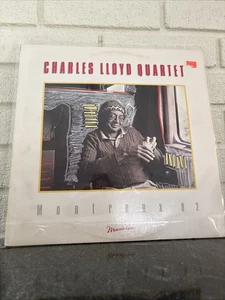 CHARLES LLOYD QUARTET
Montreux 82